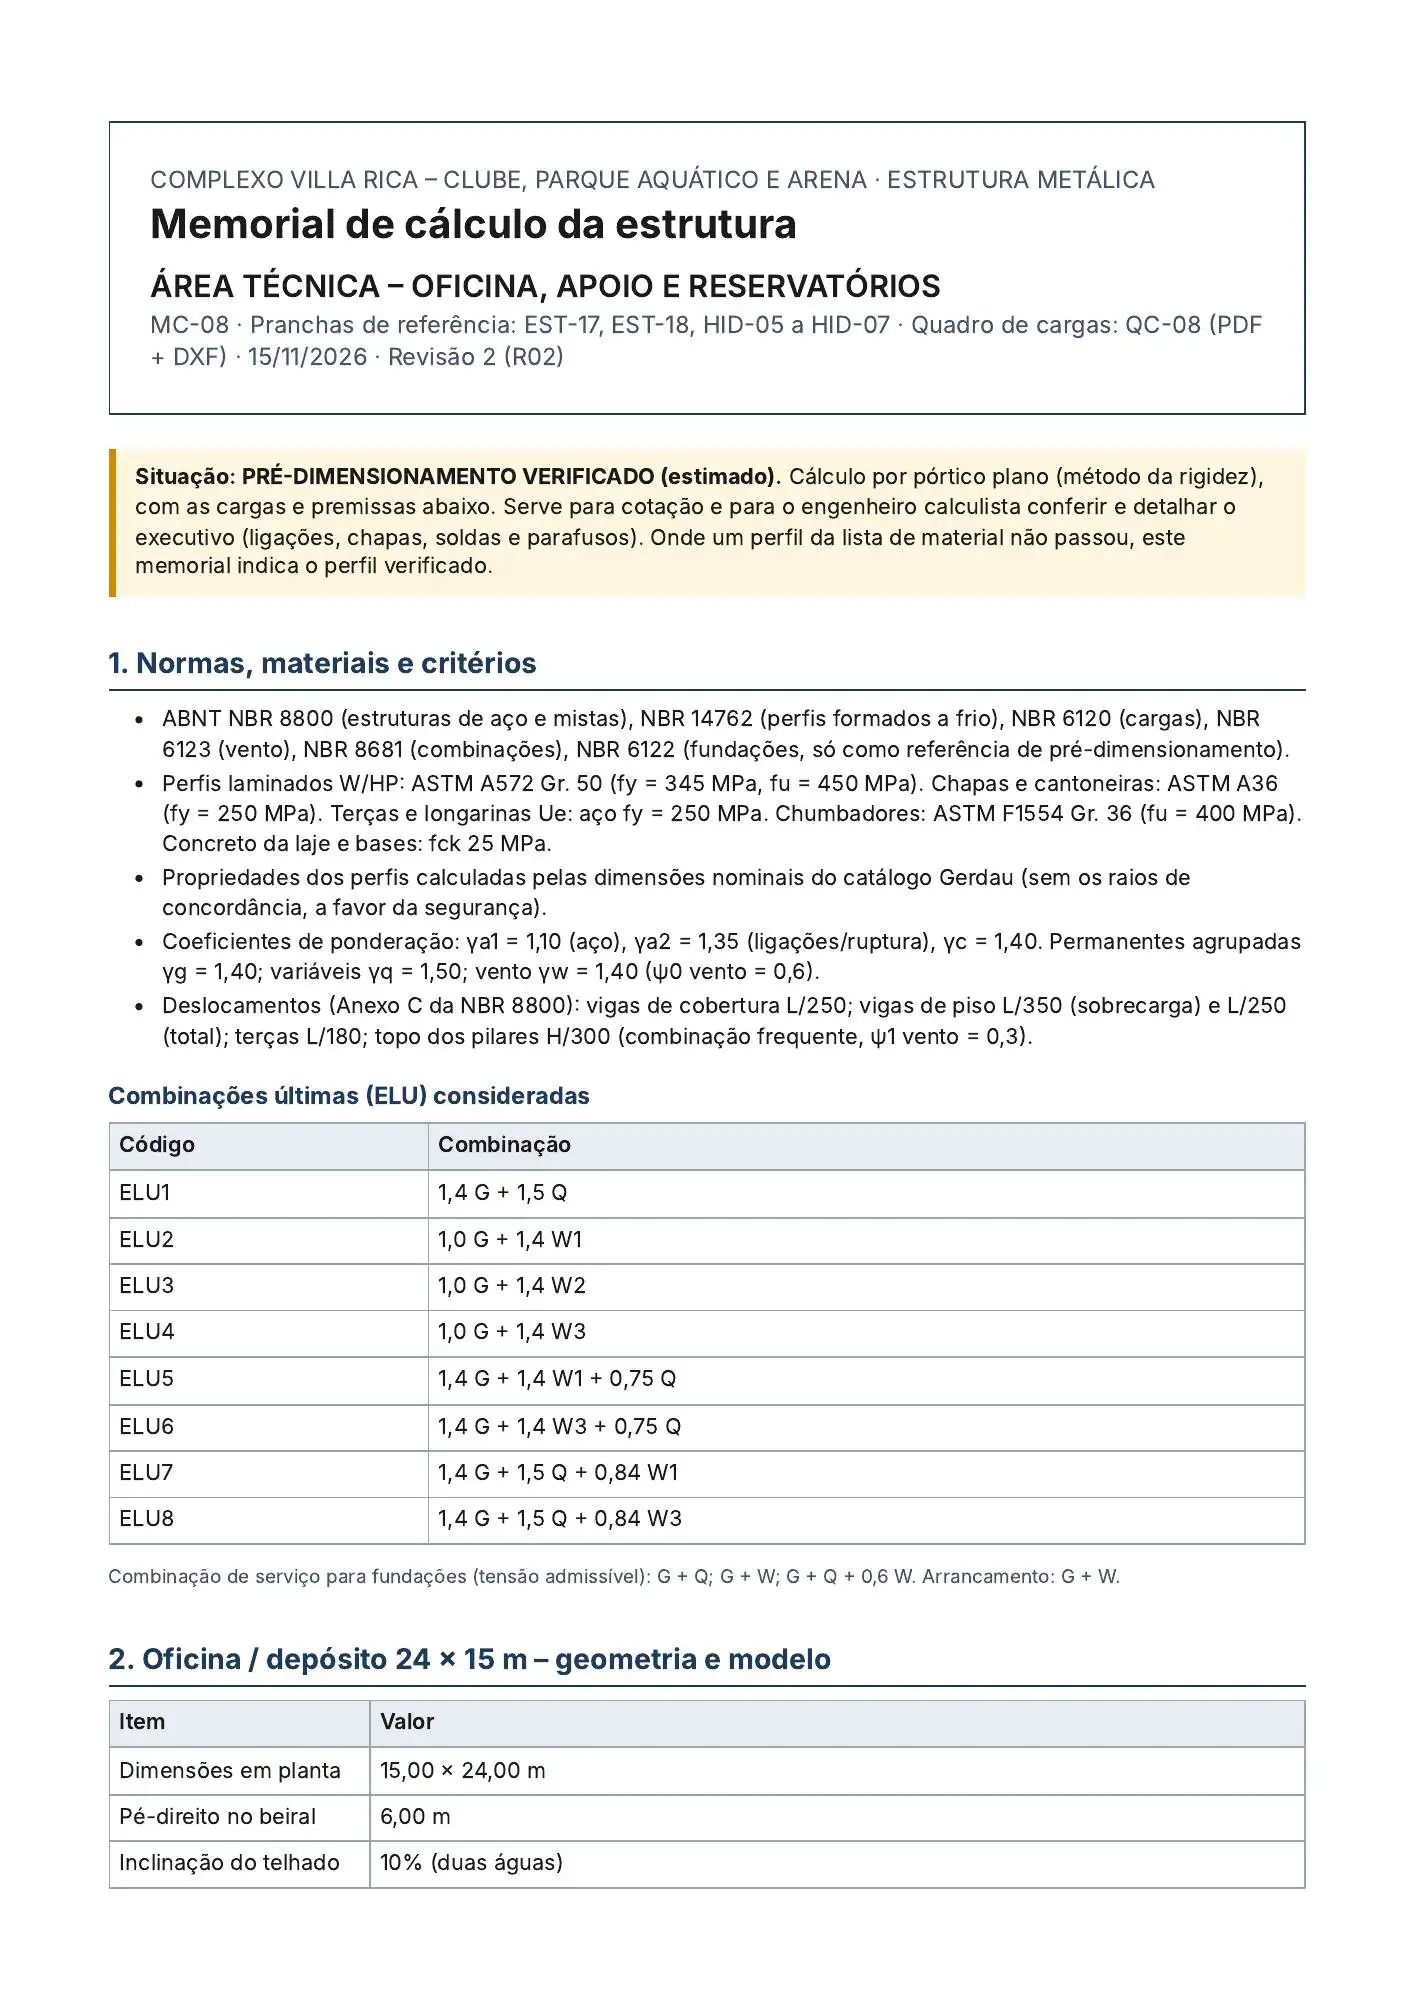 COMPLEXO VILLA RICA – CLUBE, PARQUE AQUÁTICO E ARENA · ESTRUTURA METÁLICA
Memorial de cálculo da estrutura
ÁREA TÉCNICA – OFICINA, APOIO E RESERVATÓRIOS
MC-08 · Pranchas de referência: EST-17, EST-18, HID-05 a HID-07 · Quadro de cargas: QC-08 (PDF
+ DXF) · 15/11/2026 · Revisão 2 (R02)
Situação: PRÉ-DIMENSIONAMENTO VERIFICADO (estimado). Cálculo por pórtico plano (método da rigidez),
com as cargas e premissas abaixo. Serve para cotação e para o engenheiro calculista conferir e detalhar o
executivo (ligações, chapas, soldas e parafusos). Onde um perfil da lista de material não passou, este
memorial indica o perfil verificado.
1. Normas, materiais e critérios
• ABNT NBR 8800 (estruturas de aço e mistas), NBR 14762 (perfis formados a frio), NBR 6120 (cargas), NBR
6123 (vento), NBR 8681 (combinações), NBR 6122 (fundações, só como referência de pré-dimensionamento).
• Perfis laminados W/HP: ASTM A572 Gr. 50 (fy = 345 MPa, fu = 450 MPa). Chapas e cantoneiras: ASTM A36
(fy = 250 MPa). Terças e longarinas Ue: aço fy = 250 MPa. Chumbadores: ASTM F1554 Gr. 36 (fu = 400 MPa).
Concreto da laje e bases: fck 25 MPa.
• Propriedades dos perfis calculadas pelas dimensões nominais do catálogo Gerdau (sem os raios de
concordância, a favor da segurança).
• Coeficientes de ponderação: γa1 = 1,10 (aço), γa2 = 1,35 (ligações/ruptura), γc = 1,40. Permanentes agrupadas
γg = 1,40; variáveis γq = 1,50; vento γw = 1,40 (ψ0 vento = 0,6).
• Deslocamentos (Anexo C da NBR 8800): vigas de cobertura L/250; vigas de piso L/350 (sobrecarga) e L/250
(total); terças L/180; topo dos pilares H/300 (combinação frequente, ψ1 vento = 0,3).
Combinações últimas (ELU) consideradas
Código Combinação
ELU1 1,4 G + 1,5 Q
ELU2 1,0 G + 1,4 W1
ELU3 1,0 G + 1,4 W2
ELU4 1,0 G + 1,4 W3
ELU5 1,4 G + 1,4 W1 + 0,75 Q
ELU6 1,4 G + 1,4 W3 + 0,75 Q
ELU7 1,4 G + 1,5 Q + 0,84 W1
ELU8 1,4 G + 1,5 Q + 0,84 W3
Combinação de serviço para fundações (tensão admissível): G + Q; G + W; G + Q + 0,6 W. Arrancamento: G + W.
2. Oficina / depósito 24 × 15 m – geometria e modelo
Item Valor
Dimensões em planta 15,00 × 24,00 m
Pé-direito no beiral 6,00 m
Inclinação do telhado 10% (duas águas)